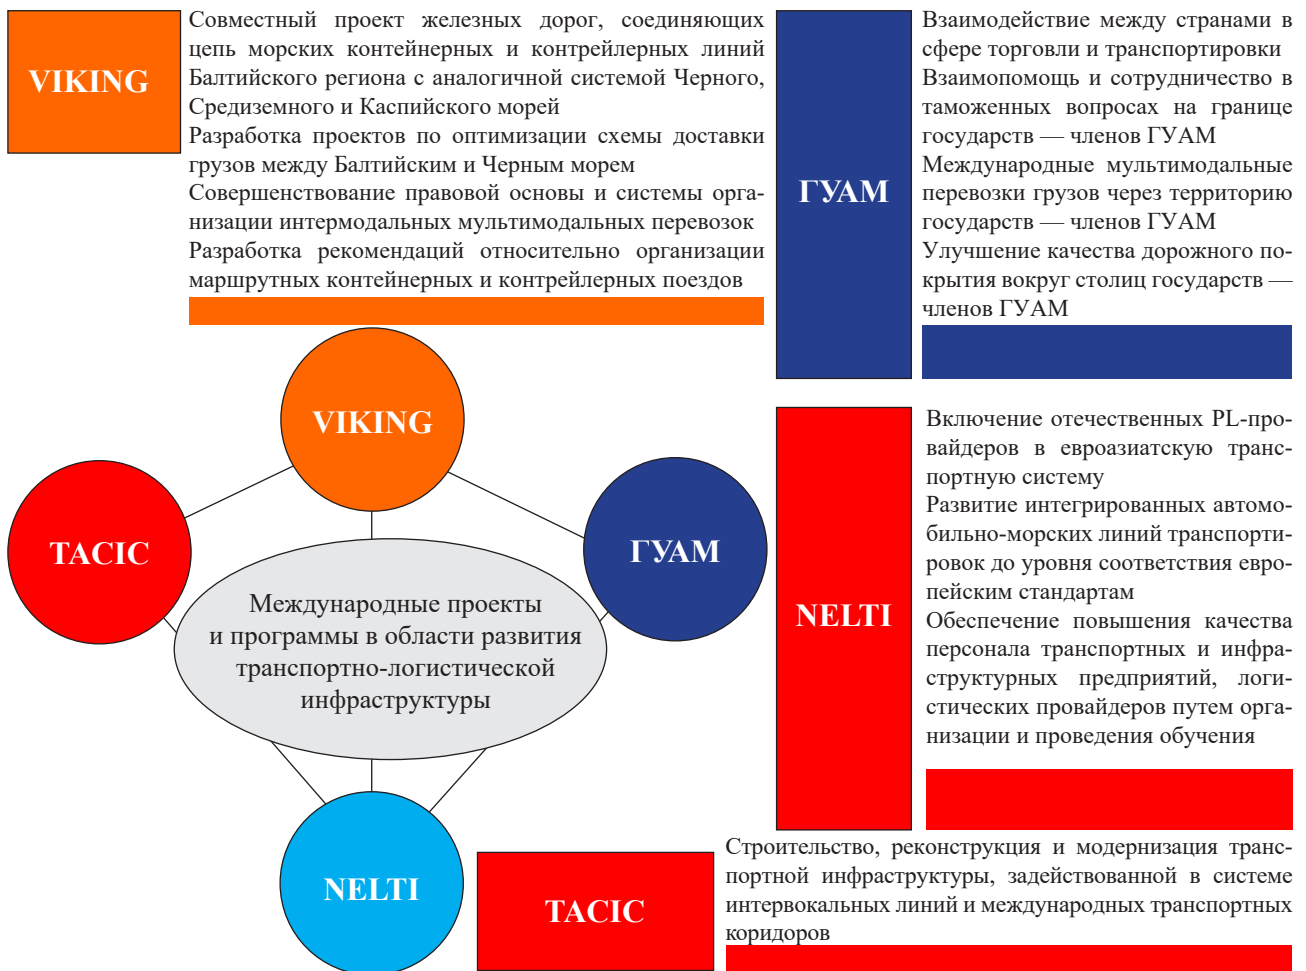 VIKING
Совместный проект железных дорог, соединяющих
цепь морских контейнерных и контрейлерных линий
Балтийского региона с аналогичной системой Черного,
Средиземного и Каспийского морей
Разработка проектов по оптимизации схемы доставки
грузов между Балтийским и Черным морем
Совершенствование правовой основы и системы орга-
низации интермодальных мультимодальных перевозок
Разработка рекомендаций относительно организации
маршрутных контейнерных и контрейлерных поездов
ГУАМ
Взаимодействие между странами в
сфере торговли и транспортировки
Взаимопомощь и сотрудничество в
таможенных вопросах на границе
государств — членов ГУАМ
Международные мультимодальные
перевозки грузов через территорию
государств — членов ГУАМ
Улучшение качества дорожного по-
крытия вокруг столиц государств —
членов ГУАМ
VIKING
TACIC
ГУАМ
Международные проекты
и программы в области развития
транспортно-логистической
инфраструктуры
NELTI
NELTI
Включение отечественных PL-про-
вайдеров в евроазиатскую транс-
портную систему
Развитие интегрированных автомо-
бильно-морских линий транспорти-
ровок до уровня соответствия евро-
пейским стандартам
Обеспечение повышения качества
персонала транспортных и инфра-
структурных предприятий, логи-
стических провайдеров путем орга-
низации и проведения обучения
TACIC
Строительство, реконструкция и модернизация транс-
портной инфраструктуры, задействованной в системе
интервокальных линий и международных транспортных
коридоров